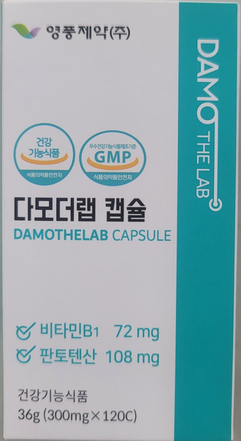 영풍제약(주)
DAMO THE LAB
건강
기능식품
식품의약품안전처
우수건강기능식품제조기준
GMP
식품의약품안전처
다모더랩 캡슐
DAMOTHELAB CAPSULE
비타민B1 72 mg
판토텐산 108 mg
건강기능식품
36g (300mg×120C)